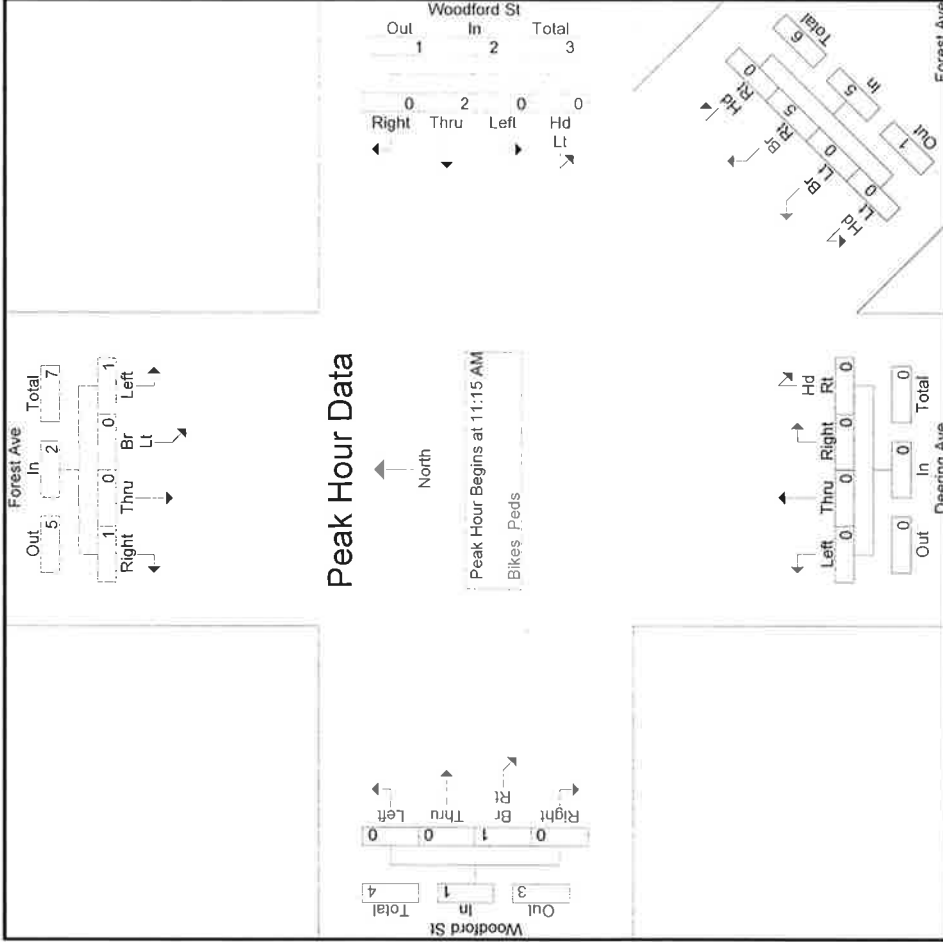 Forest Ave
Out In Total
5 2 7
1 0 0 1
Right Thru Br Lt Left
Woodford St
Out In Total
1 2 3
0 2 0 0
Right Thru Left Hd Lt
Forest Ave
Total In Out
6 5 1
0 5 0 0
Hd Rt Br Rt Br Lt Hd Lt
Peak Hour Data
North
Peak Hour Begins at 11:15 AM
Bikes Peds
Woodford St
Total In Out
4 1 3
0 0 1 0
Left Thru Br Rt Right
Left Thru Right Hd Rt
0 0 0 0
0 0 0
Out In Total
Deering Ave